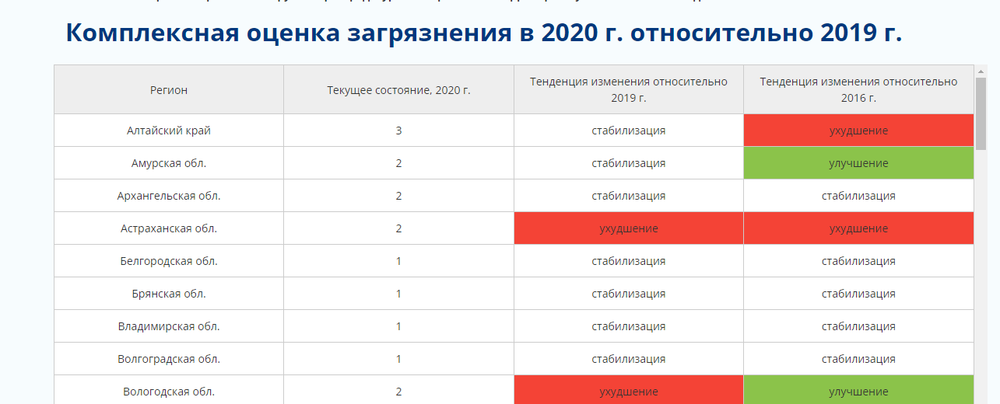 Комплексная оценка загрязнения в 2020 г. относительно 2019 г.
Регион Текущее состояние, 2020 г. Тенденция изменения относительно 2019 г. Тенденция изменения относительно 2016 г.
Алтайский край 3 стабилизация ухудшение
Амурская обл. 2 стабилизация улучшение
Архангельская обл. 2 стабилизация стабилизация
Астраханская обл. 2 ухудшение ухудшение
Белгородская обл. 1 стабилизация стабилизация
Брянская обл. 1 стабилизация стабилизация
Владимирская обл. 1 стабилизация стабилизация
Волгоградская обл. 1 стабилизация стабилизация
Вологодская обл. 2 ухудшение улучшение